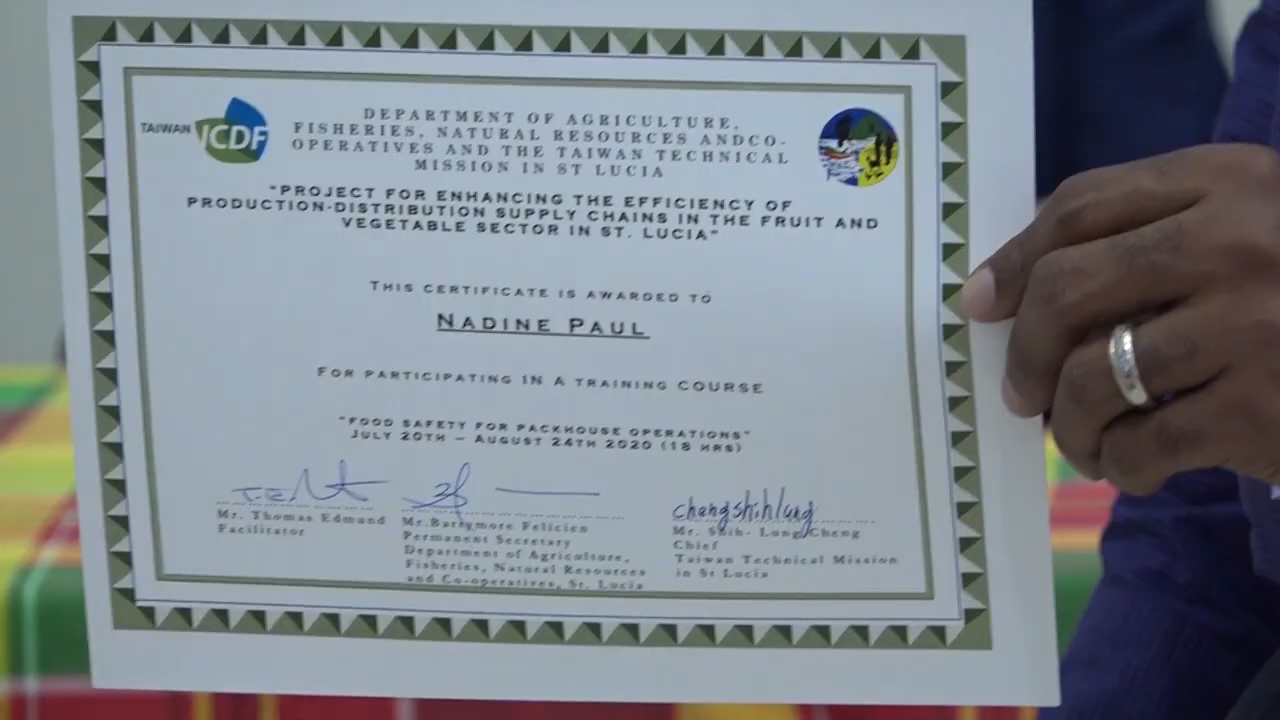 TAIWAN ICDF
DEPARTMENT OF AGRICULTURE,
FISHERIES, NATURAL RESOURCES ANDCO-
OPERATIVES AND THE TAIWAN TECHNICAL
MISSION IN ST LUCIA
"PROJECT FOR ENHANCING THE EFFICIENCY OF
PRODUCTION-DISTRIBUTION SUPPLY CHAINS IN THE FRUIT AND
VEGETABLE SECTOR IN ST. LUCIA"
THIS CERTIFICATE IS AWARDED TO
NADINE PAUL
FOR PARTICIPATING IN A TRAINING COURSE
"FOOD SAFETY FOR PACKHOUSE OPERATIONS"
JULY 20TH – AUGUST 24TH 2020 (18 HRS)
Mr. Thomas Edmund
Facilitator
Mr.Barrymore Felicien
Permanent Secretary
Department of Agriculture,
Fisheries, Natural Resources
and Co-operatives, St. Lucia
chengshihlung
Mr. Shih- Lung Cheng
Chief
Taiwan Technical Mission
in St Lucia